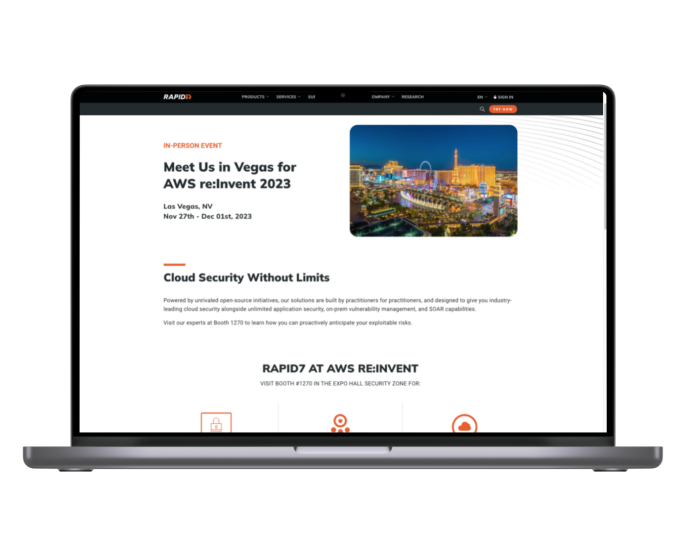 RAPID7
PRODUCTS SERVICES SUI OMPANY RESEARCH EN SIGN IN
TRY NOW
IN-PERSON EVENT
Meet Us in Vegas for
AWS re:Invent 2023
Las Vegas, NV
Nov 27th - Dec 01st, 2023
Cloud Security Without Limits
Powered by unrivaled open-source initiatives, our solutions are built by practitioners for practitioners, and designed to give you industry-
leading cloud security alongside unlimited application security, on-prem vulnerability management, and SOAR capabilities.
Visit our experts at Booth 1270 to learn how you can proactively anticipate your exploitable risks.
RAPID7 AT AWS RE:INVENT
VISIT BOOTH #1270 IN THE EXPO HALL SECURITY ZONE FOR: